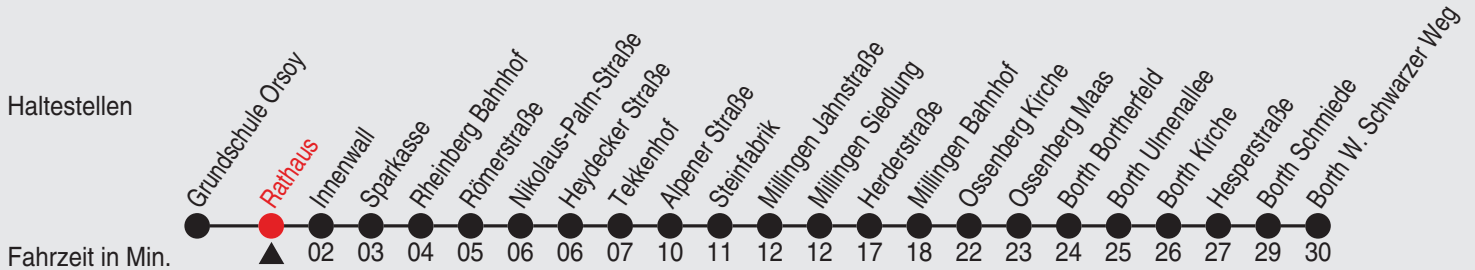 Haltestellen
Grundschule Orsoy
Rathaus
Innenwall
Sparkasse
Rheinberg Bahnhof
Römerstraße
Nikolaus-Palm-Straße
Heydecker Straße
Tekkenhof
Alpener Straße
Steinfabrik
Millingen Jahnstraße
Millingen Siedlung
Herderstraße
Millingen Bahnhof
Ossenberg Kirche
Ossenberg Maas
Borth Bortherfeld
Borth Ulmenallee
Borth Kirche
Hesperstraße
Borth Schmiede
Borth W. Schwarzer Weg
Fahrzeit in Min. 02 03 04 05 06 06 07 10 11 12 12 17 18 22 23 24 25 26 27 29 30